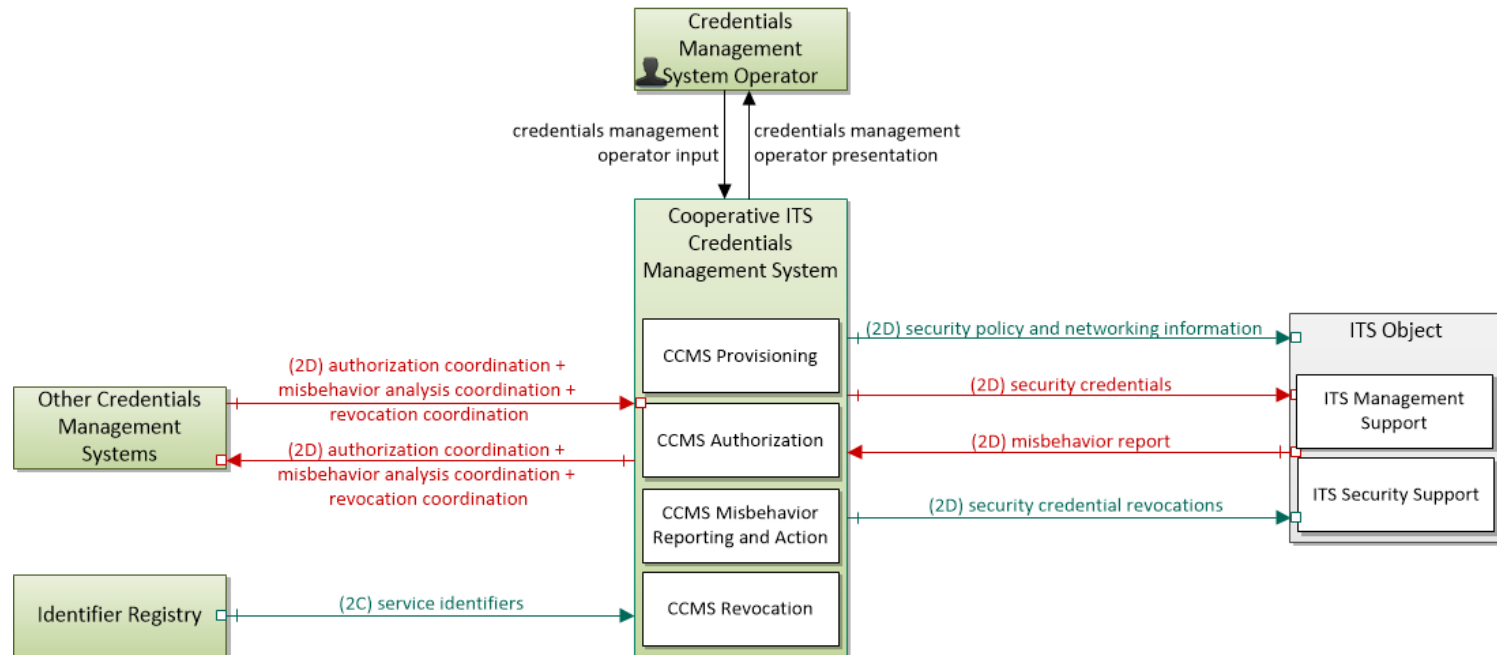 Credentials
Management
System Operator
credentials management
operator input
credentials management
operator presentation
Cooperative ITS
Credentials
Management System
CCMS Provisioning
CCMS Authorization
CCMS Misbehavior
Reporting and Action
CCMS Revocation
Other Credentials
Management
Systems
(2D) authorization coordination +
misbehavior analysis coordination +
revocation coordination
(2D) authorization coordination +
misbehavior analysis coordination +
revocation coordination
Identifier Registry
(2C) service identifiers
(2D) security policy and networking information
(2D) security credentials
(2D) misbehavior report
(2D) security credential revocations
ITS Object
ITS Management
Support
ITS Security Support